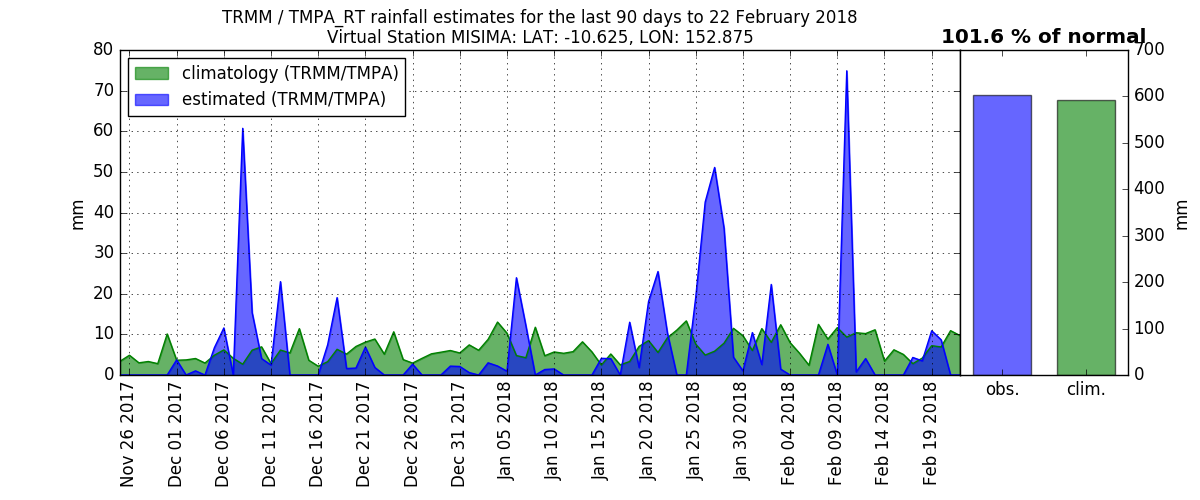 TRMM / TMPA_RT rainfall estimates for the last 90 days to 22 February 2018
Virtual Station MISIMA: LAT: -10.625, LON: 152.875
101.6 % of normal
climatology (TRMM/TMPA)
estimated (TRMM/TMPA)
80
70
60
50
40
30
20
10
0
mm
Nov 26 2017
Dec 01 2017
Dec 06 2017
Dec 11 2017
Dec 16 2017
Dec 21 2017
Dec 26 2017
Dec 31 2017
Jan 05 2018
Jan 10 2018
Jan 15 2018
Jan 20 2018
Jan 25 2018
Jan 30 2018
Feb 04 2018
Feb 09 2018
Feb 14 2018
Feb 19 2018
obs.
clim.
700
600
500
400
300
200
100
0
mm